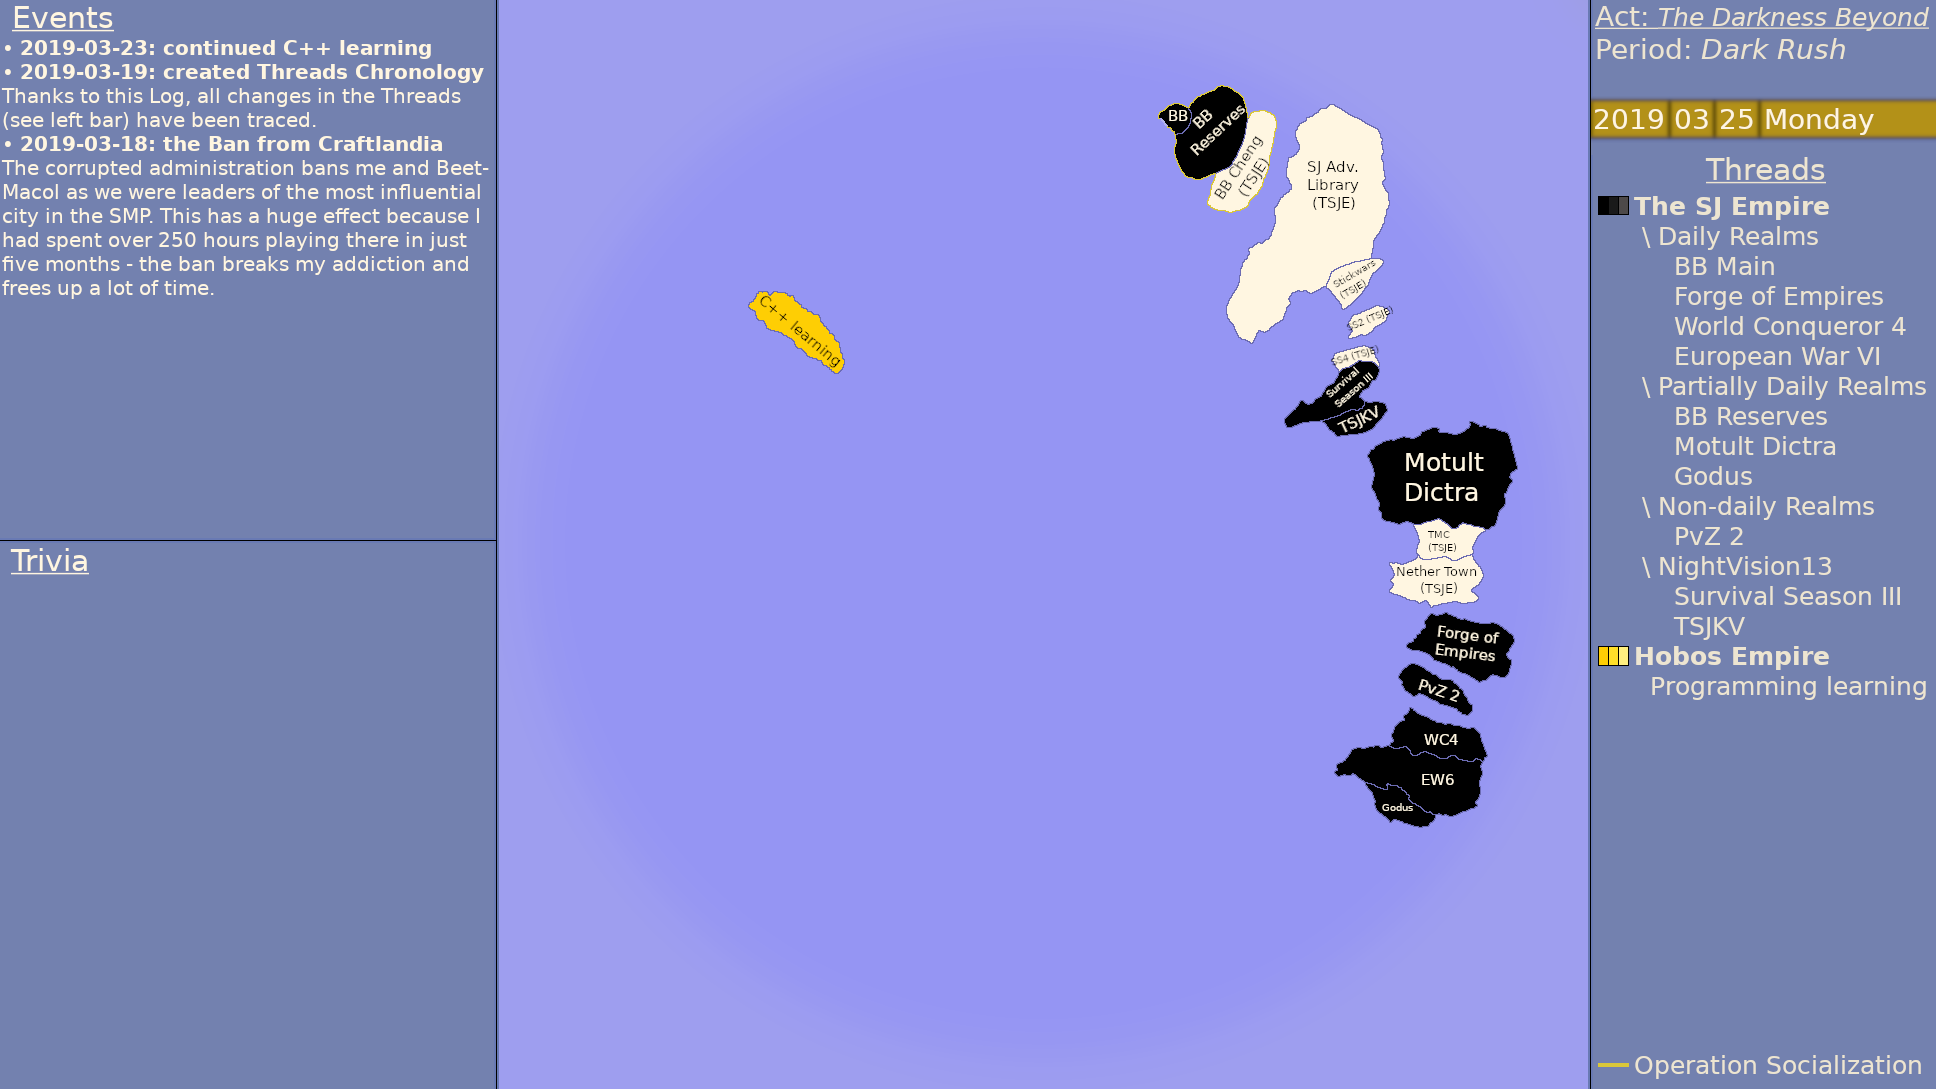 Events
• 2019-03-23: continued C++ learning
• 2019-03-19: created Threads Chronology
Thanks to this Log, all changes in the Threads
(see left bar) have been traced.
• 2019-03-18: the Ban from Craftlandia
The corrupted administration bans me and Beet-
Macol as we were leaders of the most influential
city in the SMP. This has a huge effect because I
had spent over 250 hours playing there in just
five months - the ban breaks my addiction and
frees up a lot of time.
Trivia
C++ learning
BB
BB
Reserves
BB Cheng
(TSJE)
SJ Adv.
Library
(TSJE)
Stickwars
(TSJE)
SS2 (TSJE)
SS4 (TSJE)
Survival
Season III
TSJKV
Motult
Dictra
TMC
(TSJE)
Nether Town
(TSJE)
Forge of
Empires
PvZ 2
WC4
EW6
Godus
Act: The Darkness Beyond
Period: Dark Rush
2019 03 25 Monday
Threads
The SJ Empire
\ Daily Realms
BB Main
Forge of Empires
World Conqueror 4
European War VI
\ Partially Daily Realms
BB Reserves
Motult Dictra
Godus
\ Non-daily Realms
PvZ 2
\ NightVision13
Survival Season III
TSJKV
Hobos Empire
Programming learning
Operation Socialization